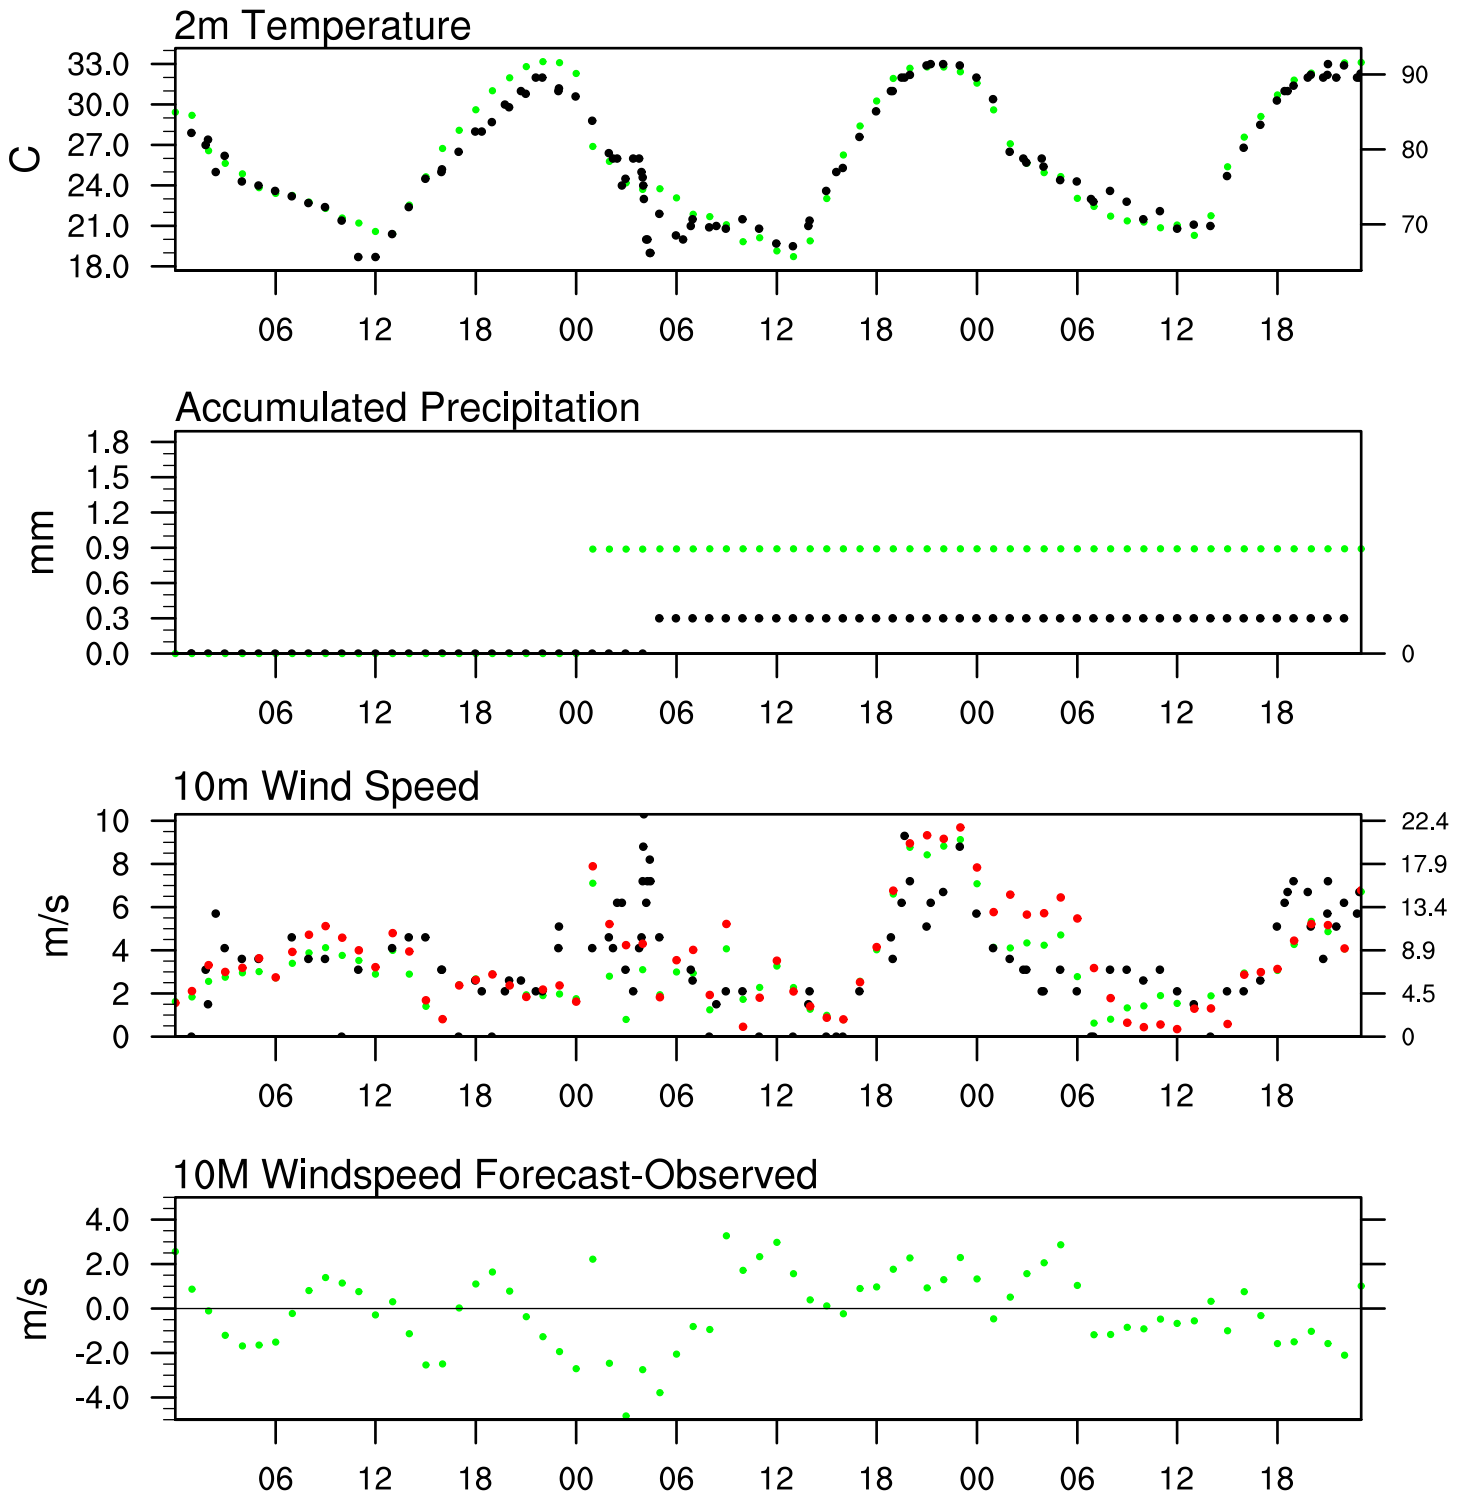 2m Temperature
33.0
30.0
27.0
24.0
21.0
18.0
C
90
80
70
06 12 18 00 06 12 18 00 06 12 18
Accumulated Precipitation
1.8
1.5
1.2
0.9
0.6
0.3
0.0
mm
0
06 12 18 00 06 12 18 00 06 12 18
10m Wind Speed
10
8
6
4
2
0
m/s
22.4
17.9
13.4
8.9
4.5
0
06 12 18 00 06 12 18 00 06 12 18
10M Windspeed Forecast-Observed
4.0
2.0
0.0
-2.0
-4.0
m/s
06 12 18 00 06 12 18 00 06 12 18